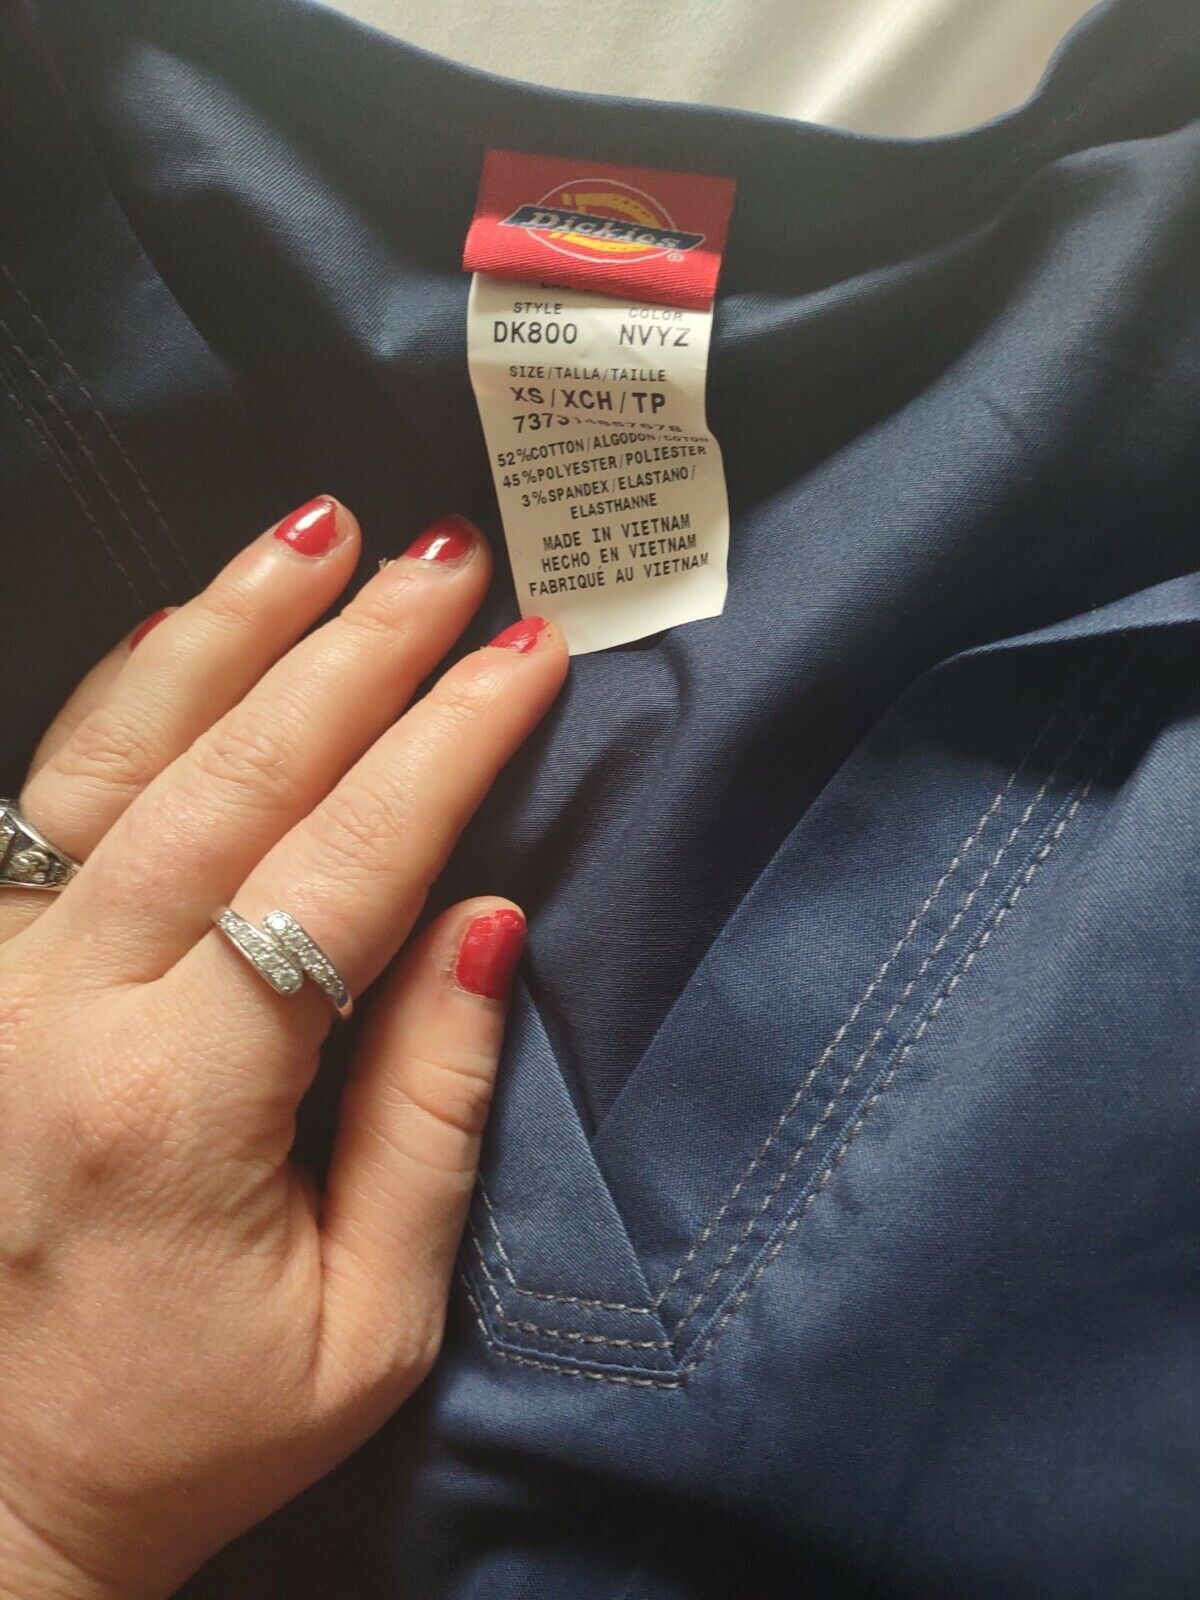 Dickies®
STYLE COLOR
DK800 NVYZ
SIZE/TALLA/TAILLE
XS/XCH/TP
52%COTTON/ALGODON/COTON
45%POLYESTER/POLIESTER
3%SPANDEX/ELASTANO/
ELASTHANNE
MADE IN VIETNAM
HECHO EN VIETNAM
FABRIQUÉ AU VIETNAM